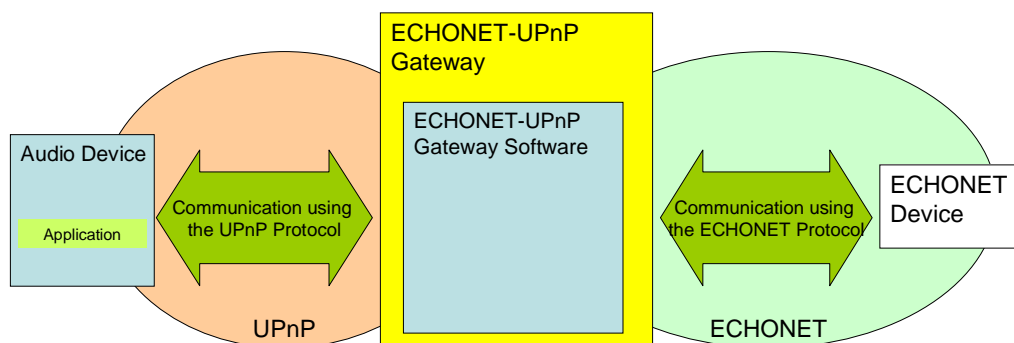 ECHONET-UPnP
Gateway
ECHONET-UPnP
Gateway Software
Audio Device
Application
Communication using
the UPnP Protocol
Communication using
the ECHONET Protocol
ECHONET
Device
UPnP
ECHONET